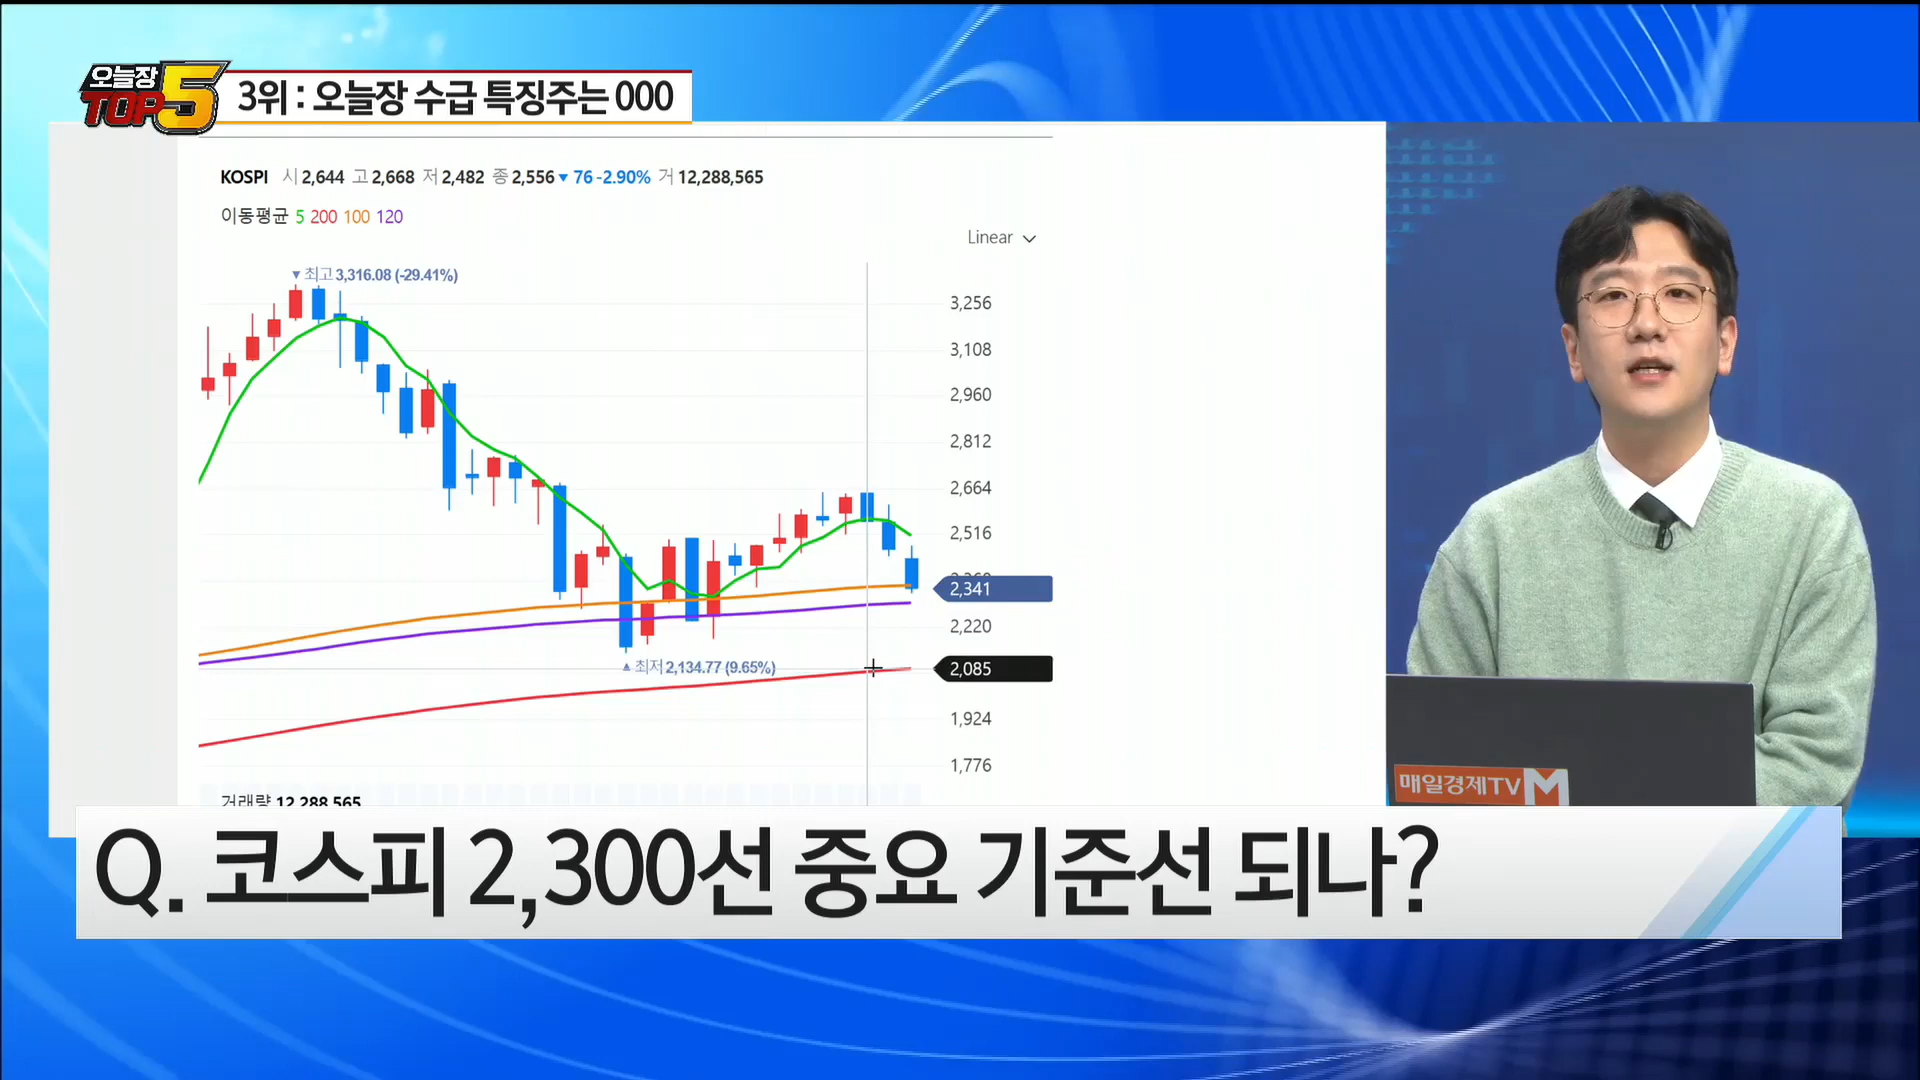 오늘장
TOP5
3위 : 오늘장 수급 특징주는 000
KOSPI 시 2,644 고 2,668 저 2,482 종 2,556 ▼ 76 -2.90% 거 12,288,565
이동평균 5 200 100 120
Linear
▼최고 3,316.08 (-29.41%)
3,256
3,108
2,960
2,812
2,664
2,516
2,341
2,220
▲최저 2,134.77 (9.65%)
2,085
1,924
1,776
거래량 12,288,565
매일경제TV M
Q. 코스피 2,300선 중요 기준선 되나?